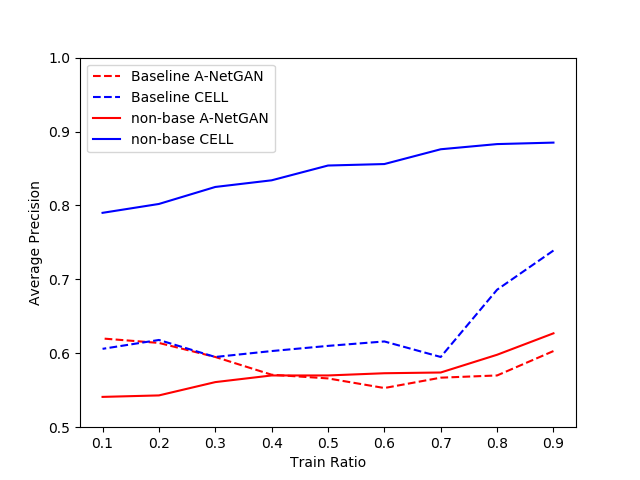 1.0
0.9
0.8
0.7
0.6
0.5
Average Precision
Baseline A-NetGAN
Baseline CELL
non-base A-NetGAN
non-base CELL
0.1 0.2 0.3 0.4 0.5 0.6 0.7 0.8 0.9
Train Ratio